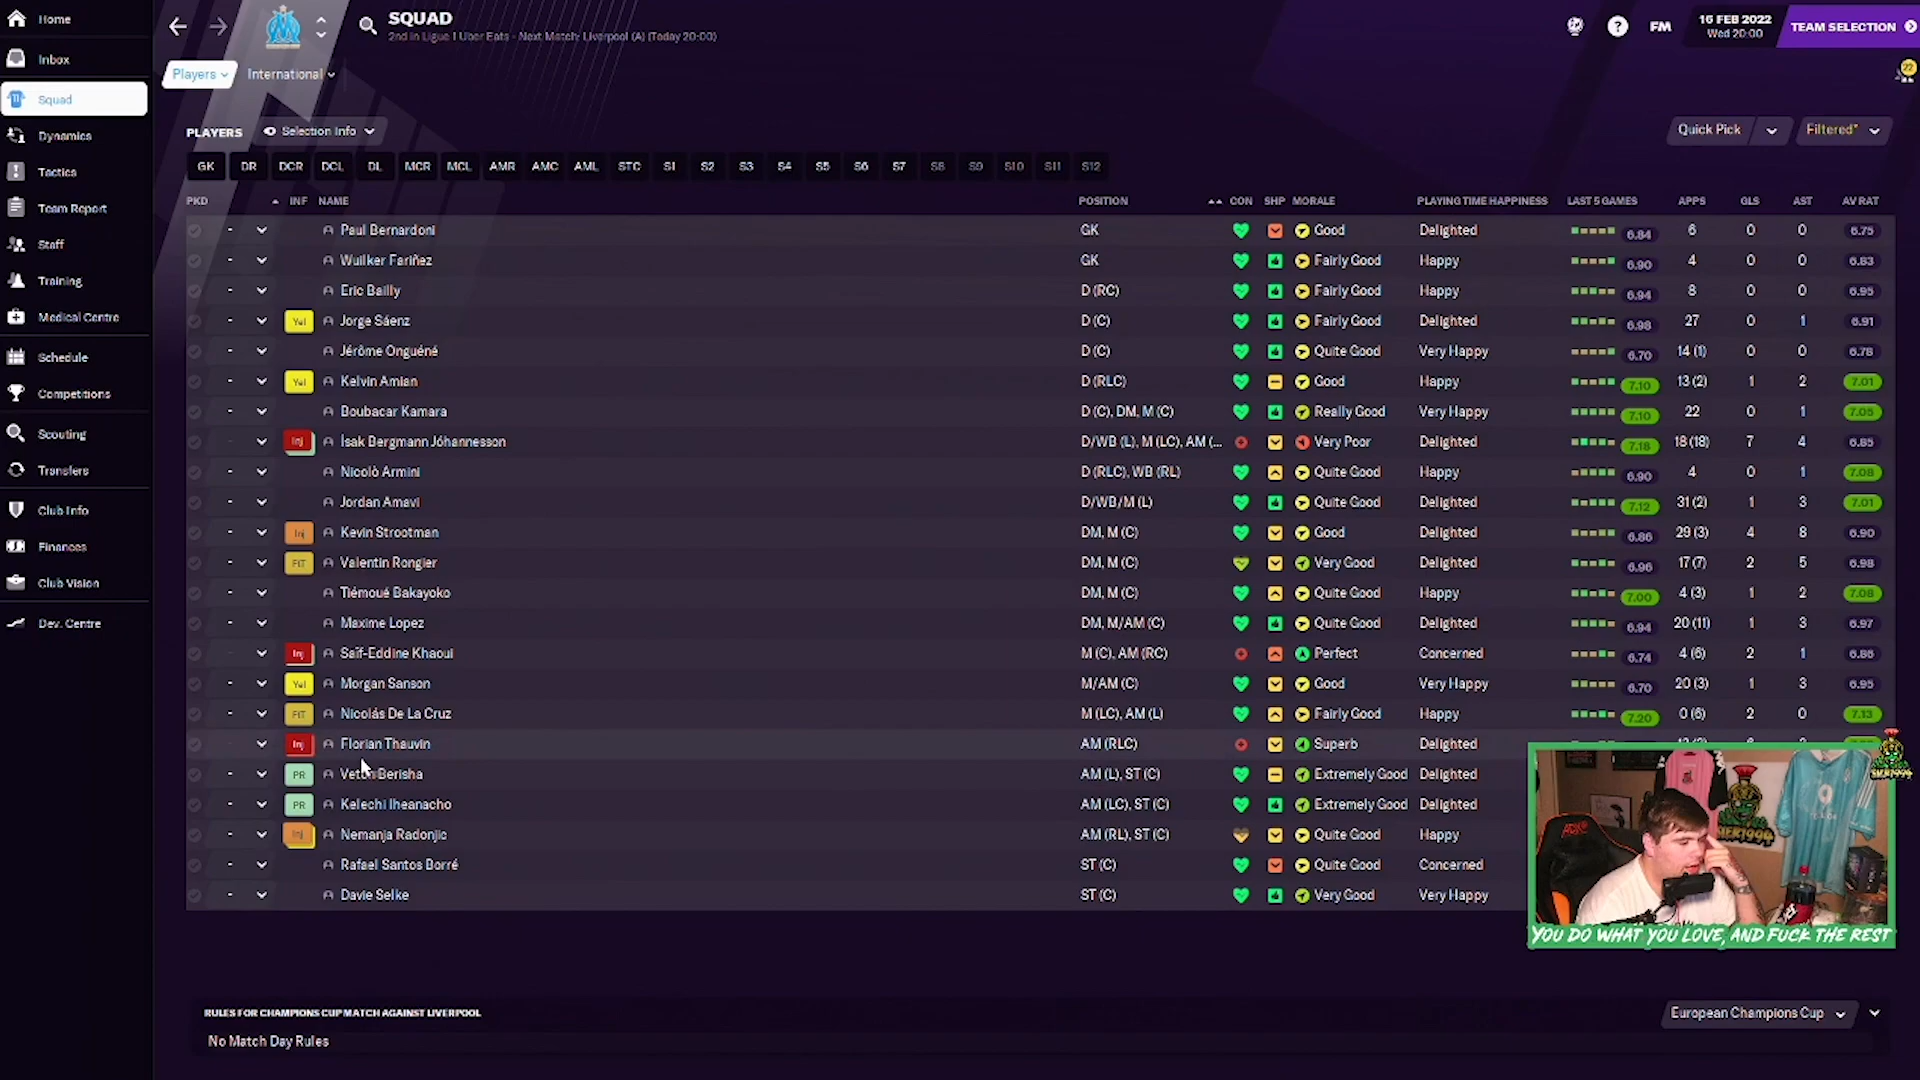 Home
Inbox
Squad
Dynamics
Tactics
Team Report
Staff
Training
Medical Centre
Schedule
Competitions
Scouting
Transfers
Club Info
Finances
Club Vision
Dev. Centre
SQUAD
2nd in Ligue 1 Uber Eats - Next Match: Liverpool (A) (Today 20:00)
FM
16 FEB 2022
Wed 20:00
TEAM SELECTION
22
Players International
PLAYERS Selection Info Quick Pick Filtered*
GK DR DCR DCL DL MCR MCL AMR AMC AML STC S1 S2 S3 S4 S5 S6 S7 S8 S9 S10 S11 S12
PKD INF NAME POSITION CON SHP MORALE PLAYING TIME HAPPINESS LAST 5 GAMES APPS GLS AST AV RAT
- Paul Bernardoni GK Good Delighted 6.84 6 0 0 6.75
- Wuilker Fariñez GK Fairly Good Happy 6.90 4 0 0 6.83
- Eric Bailly D (RC) Fairly Good Happy 6.94 8 0 0 6.95
- Yel Jorge Sáenz D (C) Fairly Good Delighted 6.98 27 0 1 6.91
- Jérôme Onguéné D (C) Quite Good Very Happy 6.70 14 (1) 0 0 6.78
- Yel Kelvin Amian D (RLC) Good Happy 7.10 13 (2) 1 2 7.01
- Boubacar Kamara D (C), DM, M (C) Really Good Very Happy 7.10 22 0 1 7.05
- Inj Ísak Bergmann Jóhannesson D/WB (L), M (LC), AM (... Very Poor Delighted 7.18 18 (18) 7 4 6.85
- Nicolò Armini D (RLC), WB (RL) Quite Good Happy 6.90 4 0 1 7.08
- Jordan Amavi D/WB/M (L) Quite Good Delighted 7.12 31 (2) 1 3 7.01
- Inj Kevin Strootman DM, M (C) Good Delighted 6.86 29 (3) 4 8 6.90
- FIT Valentin Rongier DM, M (C) Very Good Delighted 6.96 17 (7) 2 5 6.98
- Tiémoué Bakayoko DM, M (C) Quite Good Happy 7.00 4 (3) 1 2 7.08
- Maxime Lopez DM, M/AM (C) Quite Good Delighted 6.94 20 (11) 1 3 6.97
- Inj Saîf-Eddine Khaoui M (C), AM (RC) Perfect Concerned 6.74 4 (6) 2 1 6.86
- Yel Morgan Sanson M/AM (C) Good Very Happy 6.70 20 (3) 1 3 6.95
- FIT Nicolás De La Cruz M (LC), AM (L) Fairly Good Happy 7.20 0 (6) 2 0 7.13
- Inj Florian Thauvin AM (RLC) Superb Delighted
- PR Veton Berisha AM (L), ST (C) Extremely Good Delighted
- PR Kelechi Iheanacho AM (LC), ST (C) Extremely Good Delighted
- Inj Nemanja Radonjic AM (RL), ST (C) Quite Good Happy
- Rafael Santos Borré ST (C) Quite Good Concerned
- Davie Selke ST (C) Very Good Very Happy
YOU DO WHAT YOU LOVE, AND FUCK THE REST
RULES FOR CHAMPIONS CUP MATCH AGAINST LIVERPOOL
European Champions Cup
No Match Day Rules